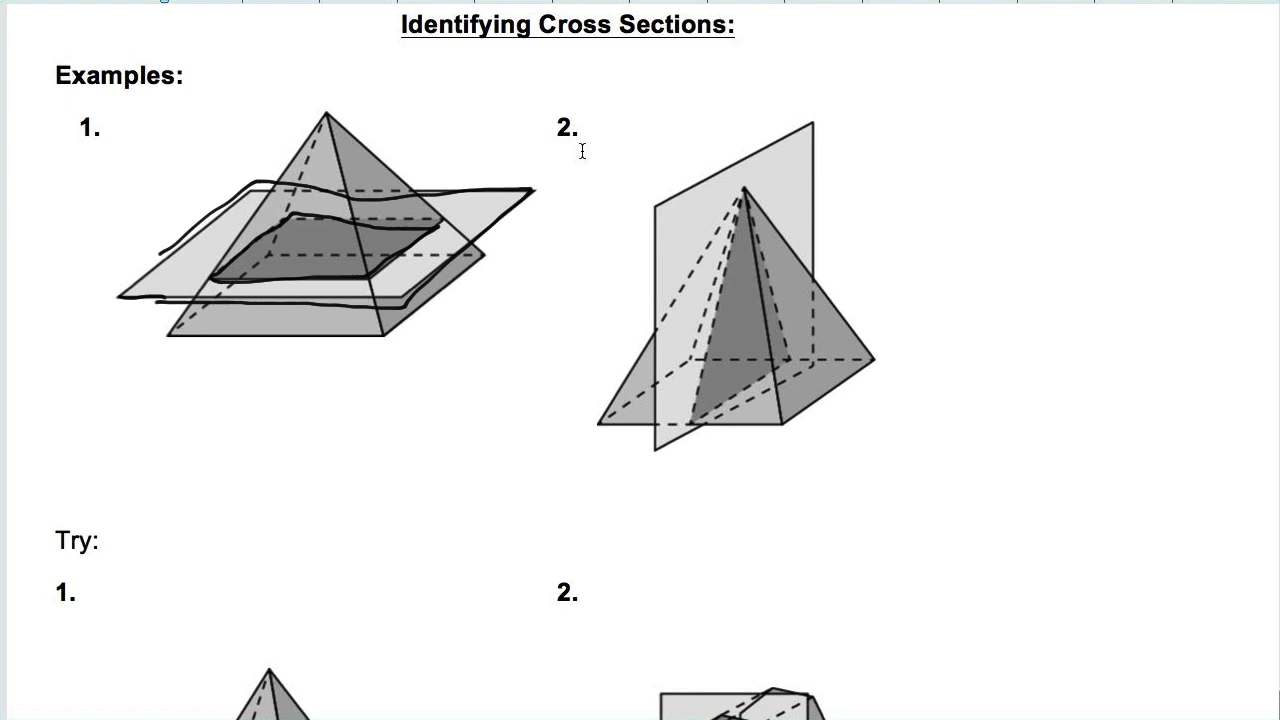 Identifying Cross Sections:
Examples:
1.
2.
Try:
1.
2.